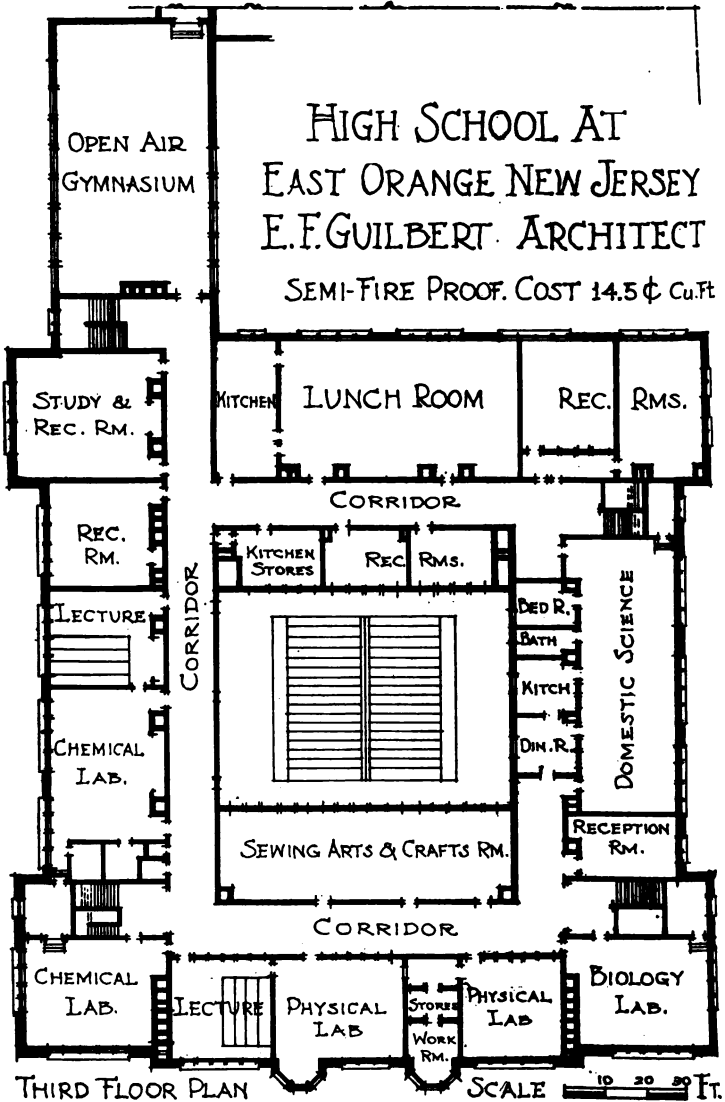 HIGH SCHOOL AT
EAST ORANGE NEW JERSEY
E.F. GUILBERT. ARCHITECT
SEMI-FIRE PROOF. COST 14.5¢ CU.FT
OPEN AIR
GYMNASIUM
STUDY &
REC. RM.
KITCHEN
LUNCH ROOM
REC. RMS.
CORRIDOR
REC.
RM.
KITCHEN
STORES
REC. RMS.
LECTURE
CORRIDOR
BED R.
BATH
KITCH
DIN. R.
DOMESTIC SCIENCE
CHEMICAL
LAB.
SEWING ARTS & CRAFTS RM.
RECEPTION
RM.
CORRIDOR
CHEMICAL
LAB.
LECTURE
PHYSICAL
LAB
STORES
WORK
RM.
PHYSICAL
LAB
BIOLOGY
LAB.
THIRD FLOOR PLAN
SCALE 10 20 30 FT.